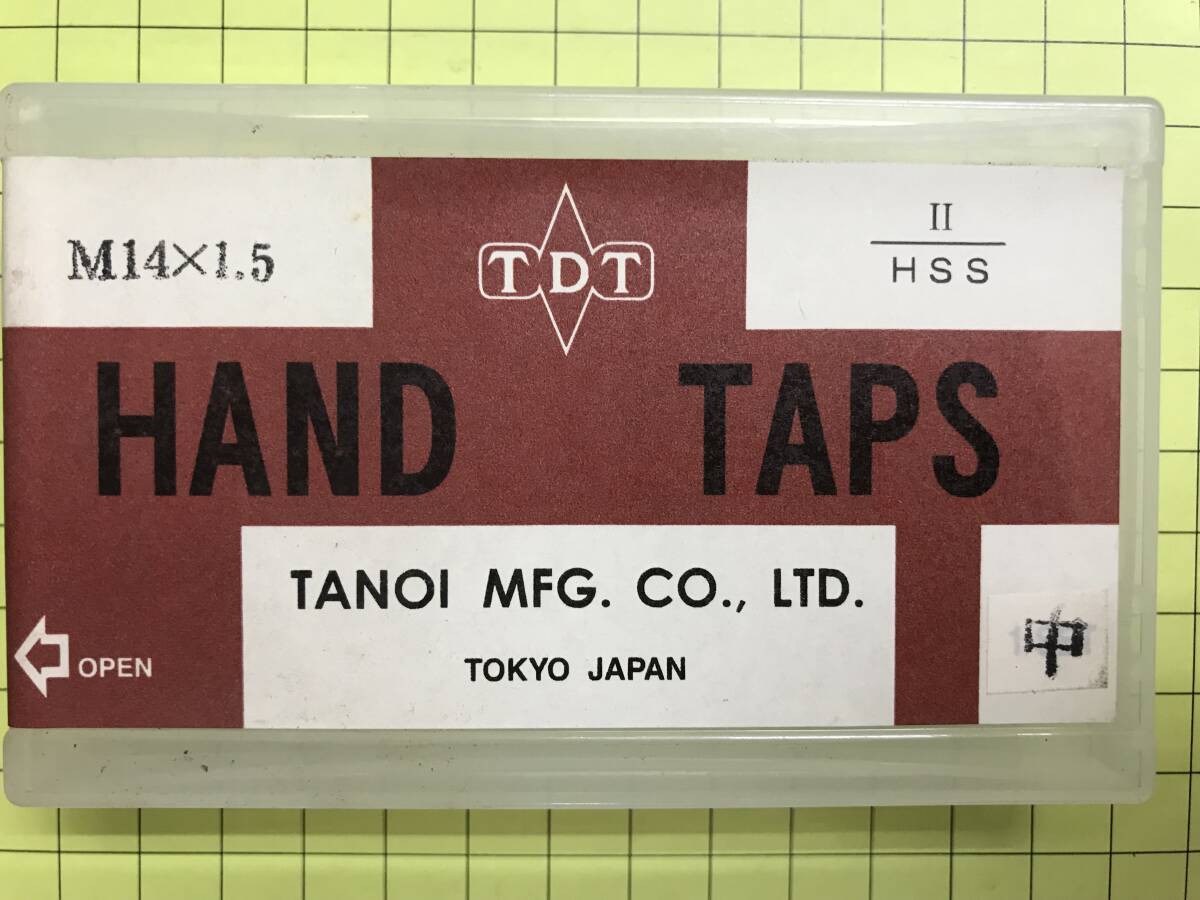 M14×1.5
TDT
II
HSS
HAND TAPS
TANOI MFG. CO., LTD.
TOKYO JAPAN
OPEN
中